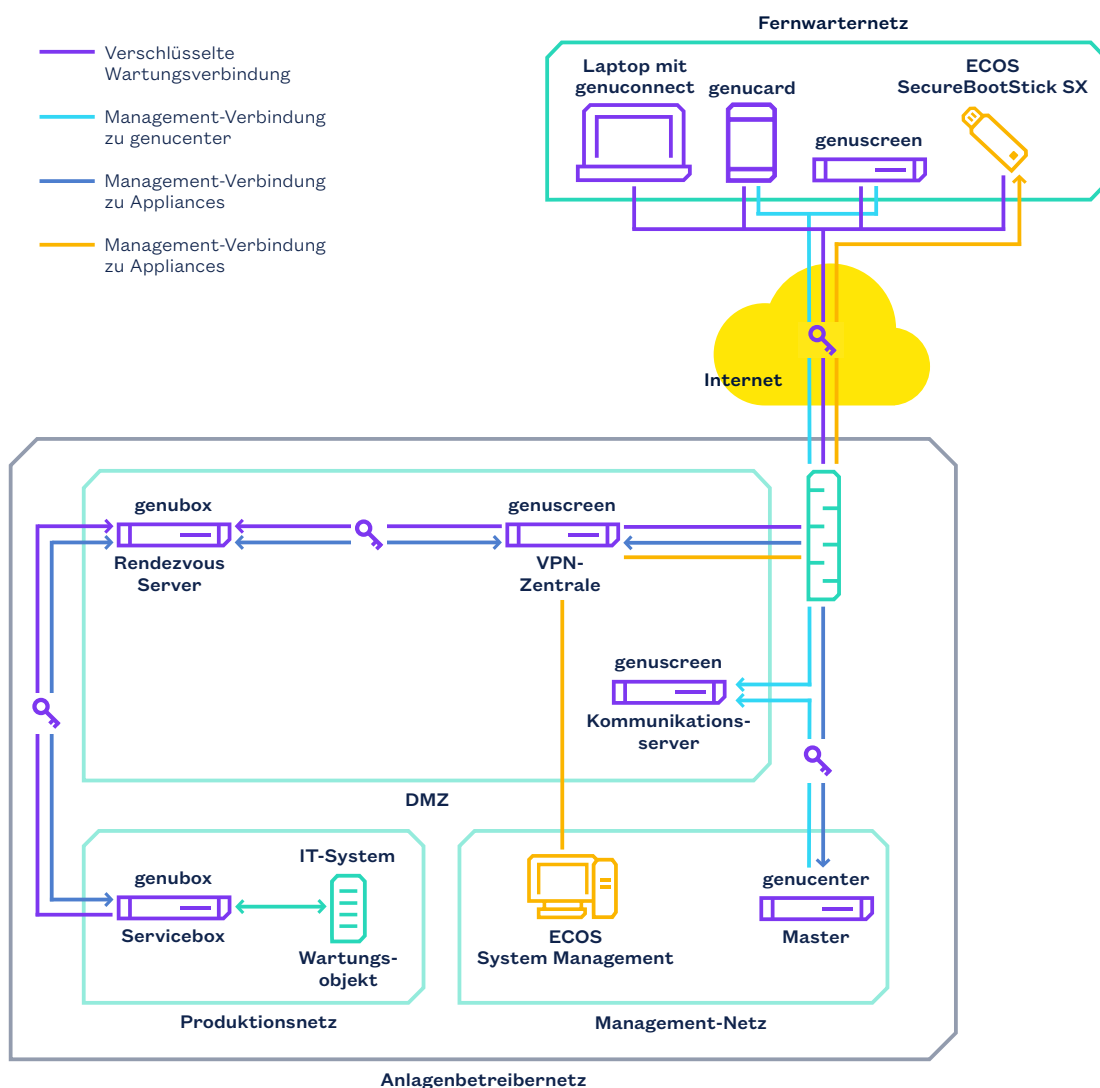 Fernwarternetz
Verschlüsselte
Wartungsverbindung
Management-Verbindung
zu genucenter
Management-Verbindung
zu Appliances
Management-Verbindung
zu Appliances
Laptop mit
genuconnect
genucard
genuscreen
ECOS
SecureBootStick SX
Internet
genubox
Rendezvous
Server
genuscreen
VPN-
Zentrale
genuscreen
Kommunikations-
server
DMZ
genubox
Servicebox
IT-System
Wartungs-
objekt
Produktionsnetz
ECOS
System Management
genucenter
Master
Management-Netz
Anlagenbetreibernetz